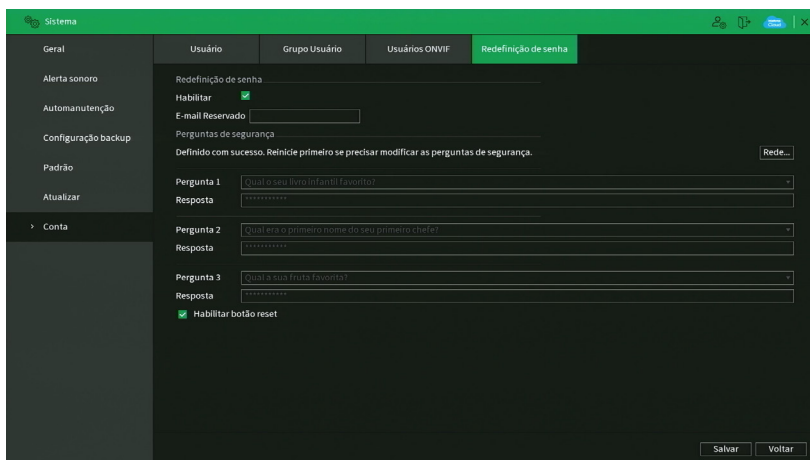 Sistema
Cloud
×
Geral
Alerta sonoro
Automanutenção
Configuração backup
Padrão
Atualizar
> Conta
Usuário Grupo Usuário Usuários ONVIF Redefinição de senha
Redefinição de senha
Habilitar
E-mail Reservado
Perguntas de segurança
Definido com sucesso. Reinicie primeiro se precisar modificar as perguntas de segurança. Rede...
Pergunta 1 Qual o seu livro infantil favorito?
Resposta ***********
Pergunta 2 Qual era o primeiro nome do seu primeiro chefe?
Resposta ***********
Pergunta 3 Qual a sua fruta favorita?
Resposta ***********
Habilitar botão reset
Salvar Voltar